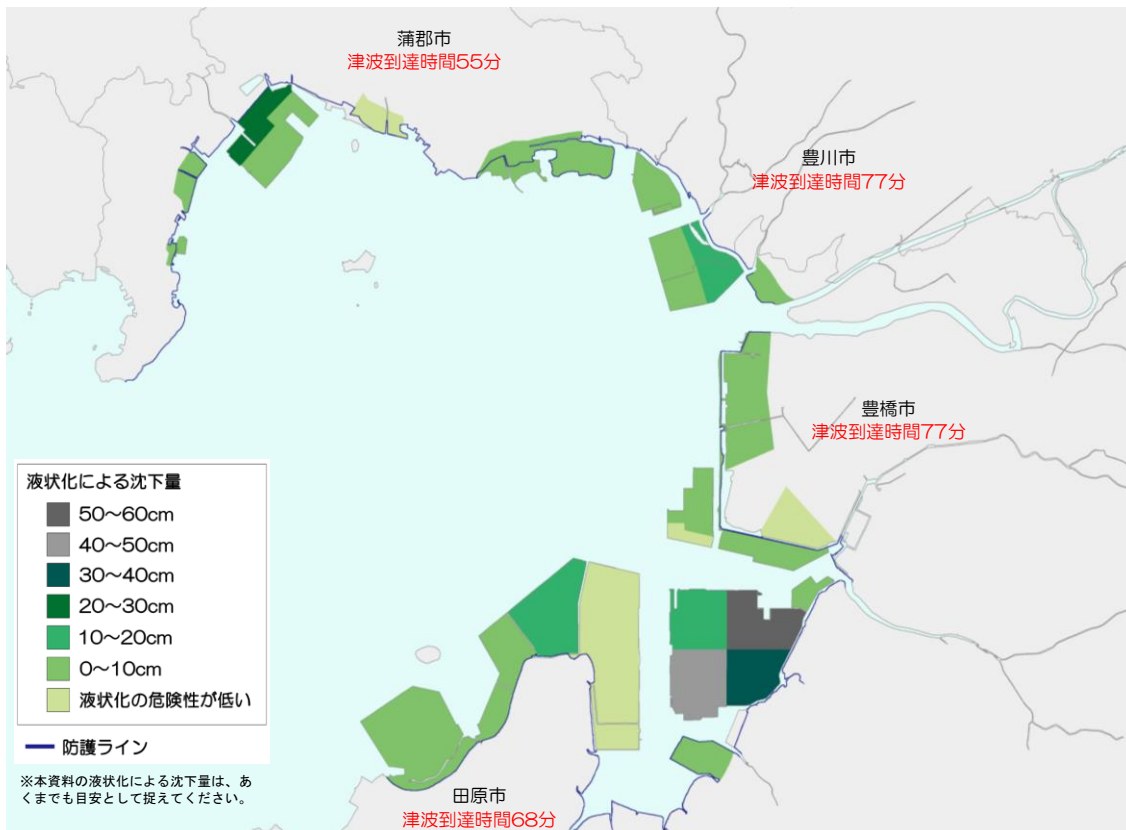 蒲郡市
津波到達時間55分
豊川市
津波到達時間77分
豊橋市
津波到達時間77分
液状化による沈下量
50～60cm
40～50cm
30～40cm
20～30cm
10～20cm
0～10cm
液状化の危険性が低い
防護ライン
※本資料の液状化による沈下量は、あ
くまでも目安として捉えてください。
田原市
津波到達時間68分